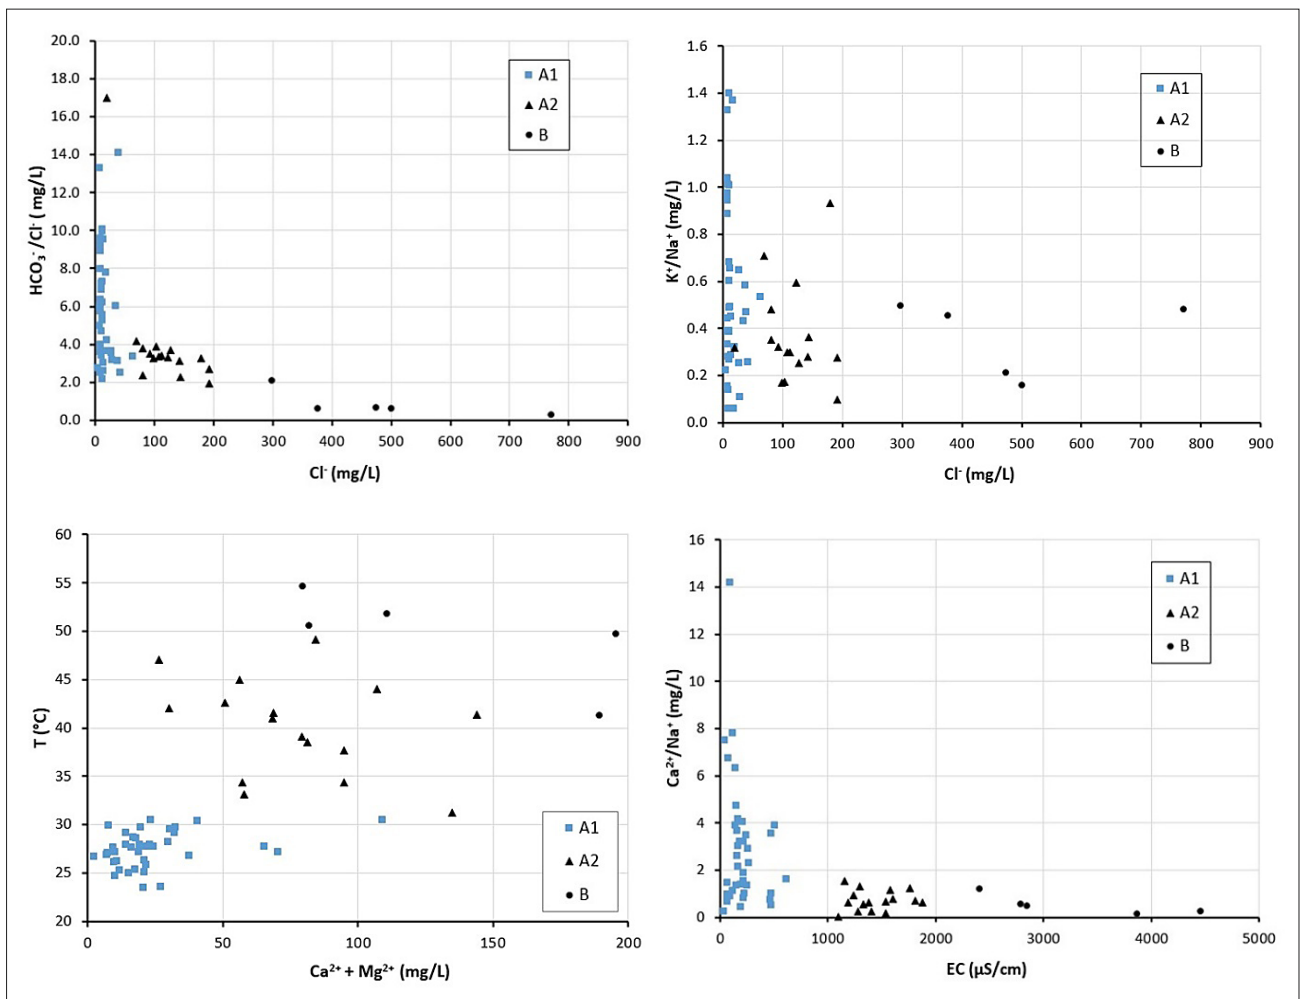 20.0
18.0
16.0
14.0
12.0
10.0
8.0
6.0
4.0
2.0
0.0
HCO₃⁻/Cl⁻ (mg/L)
A1
A2
B
0 100 200 300 400 500 600 700 800 900
Cl⁻ (mg/L)
1.6
1.4
1.2
1.0
0.8
0.6
0.4
0.2
0.0
K⁺/Na⁺ (mg/L)
A1
A2
B
0 100 200 300 400 500 600 700 800 900
Cl⁻ (mg/L)
60
55
50
45
40
35
30
25
20
T (°C)
A1
A2
B
0 50 100 150 200
Ca²⁺ + Mg²⁺ (mg/L)
16
14
12
10
8
6
4
2
0
Ca²⁺/Na⁺ (mg/L)
A1
A2
B
0 1000 2000 3000 4000 5000
EC (µS/cm)